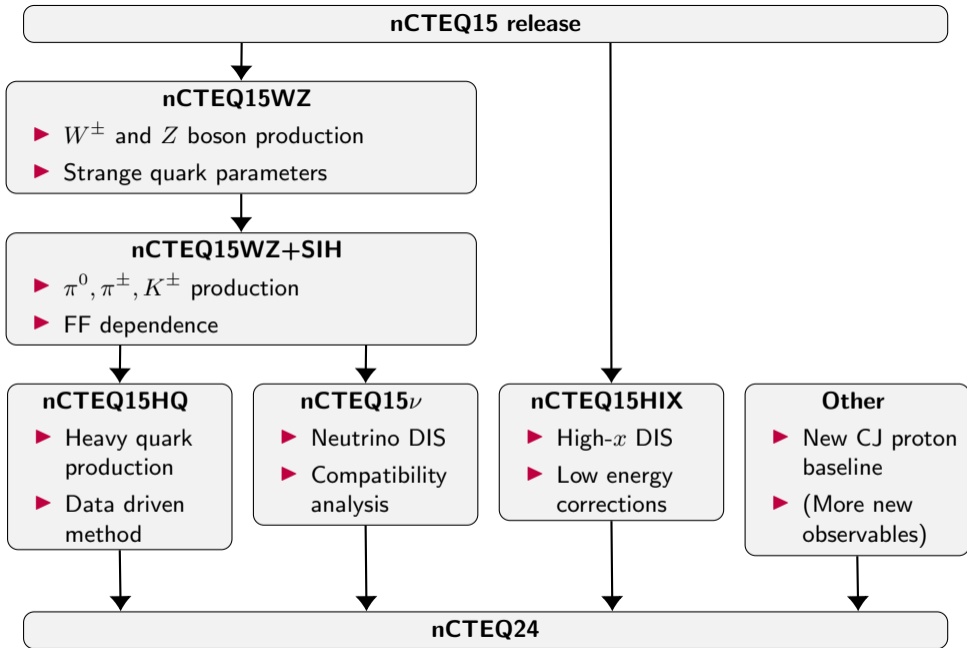 nCTEQ15 release
nCTEQ15WZ
▶ W± and Z boson production
▶ Strange quark parameters
nCTEQ15WZ+SIH
▶ π⁰, π±, K± production
▶ FF dependence
nCTEQ15HQ
▶ Heavy quark
production
▶ Data driven
method
nCTEQ15ν
▶ Neutrino DIS
▶ Compatibility
analysis
nCTEQ15HIX
▶ High-x DIS
▶ Low energy
corrections
Other
▶ New CJ proton
baseline
▶ (More new
observables)
nCTEQ24